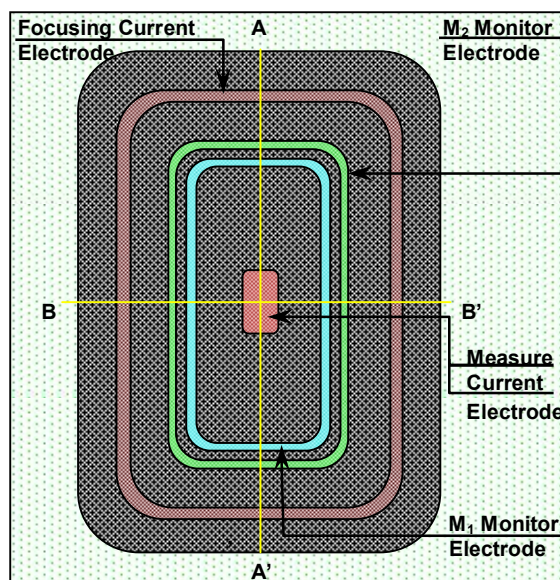 Focusing Current
Electrode
A
M₂ Monitor
Electrode
B
B'
Measure
Current
Electrode
M₁ Monitor
Electrode
A'